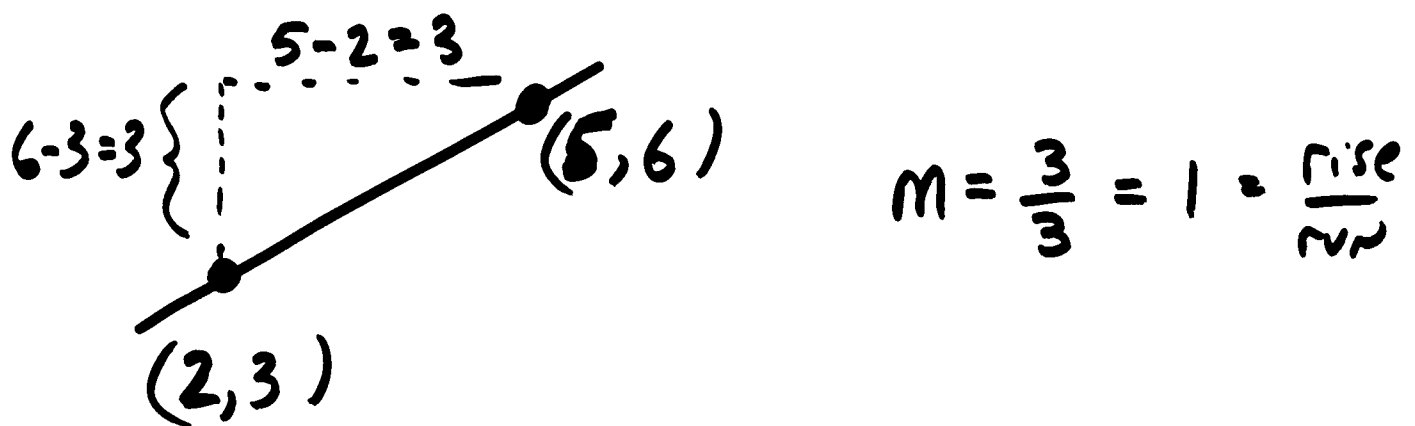 5-2=3
6-3=3
(5,6)
m = 3/3 = 1 = rise/run
(2,3)